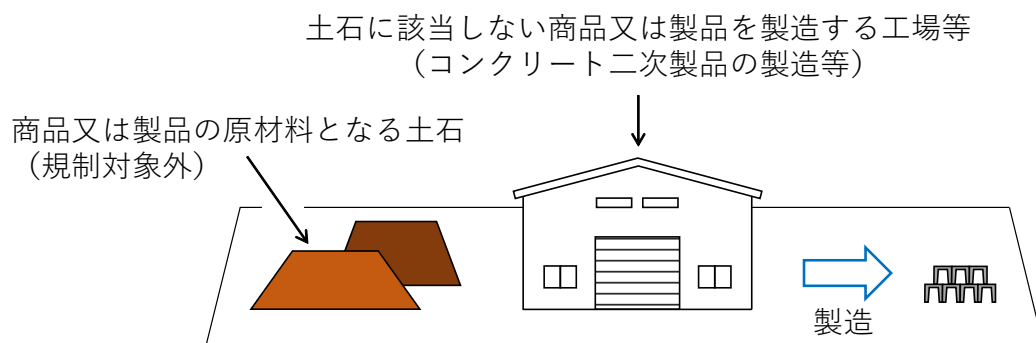 土石に該当しない商品又は製品を製造する工場等
（コンクリート二次製品の製造等）
商品又は製品の原材料となる土石
（規制対象外）
製造